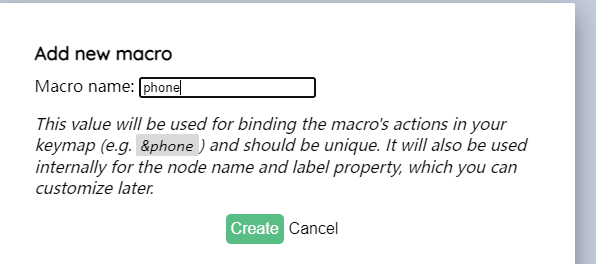 Add new macro
Macro name: phone
This value will be used for binding the macro's actions in your
keymap (e.g. &phone) and should be unique. It will also be used
internally for the node name and label property, which you can
customize later.
Create Cancel